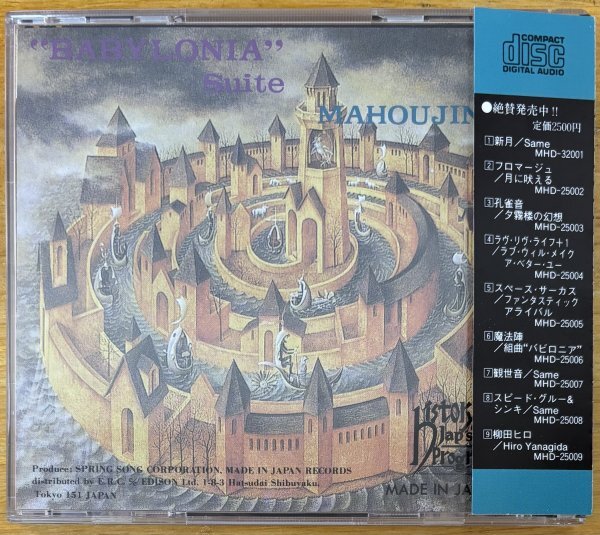 "BABYLONIA"
Suite
MAHOUJIN
Produce: SPRING SONG CORPORATION. MADE IN JAPAN RECORDS
distributed by E.R.C. % EDISON Ltd. 1-8-3 Hatsudai Shibuyaku,
Tokyo 151 JAPAN
MADE IN JA
COMPACT
disc
DIGITAL AUDIO
●絶賛発売中!!
定価2500円
1 新月/Same
MHD-32001
2 フロマージュ
/月に吠える
MHD-25002
3 孔雀音
/夕霧楼の幻想
MHD-25003
4 ラヴ・リヴ・ライフ+1
/ラブ・ウィル・メイク
ア・ベター・ユー
MHD-25004
5 スペース・サーカス
/ファンタスティック
アライバル
MHD-25005
6 魔法陣
/組曲“バビロニア”
MHD-25006
7 観世音/Same
MHD-25007
8 スピード・グルー&
シンキ/Same
MHD-25008
9 柳田ヒロ
/Hiro Yanagida
MHD-25009